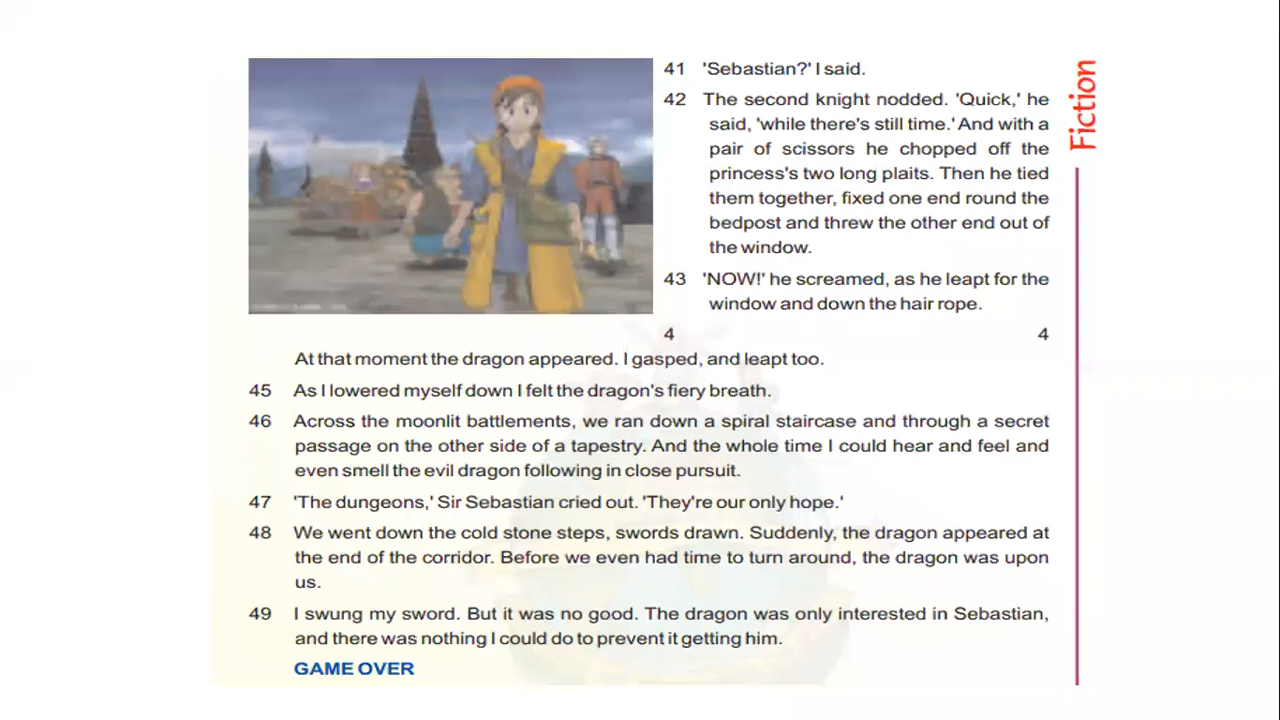 41 'Sebastian?' I said.
42 The second knight nodded. 'Quick,' he
said, 'while there's still time.' And with a
pair of scissors he chopped off the
princess's two long plaits. Then he tied
them together, fixed one end round the
bedpost and threw the other end out of
the window.
43 'NOW!' he screamed, as he leapt for the
window and down the hair rope.
4 4
At that moment the dragon appeared. I gasped, and leapt too.
45 As I lowered myself down I felt the dragon's fiery breath.
46 Across the moonlit battlements, we ran down a spiral staircase and through a secret
passage on the other side of a tapestry. And the whole time I could hear and feel and
even smell the evil dragon following in close pursuit.
47 'The dungeons,' Sir Sebastian cried out. 'They're our only hope.'
48 We went down the cold stone steps, swords drawn. Suddenly, the dragon appeared at
the end of the corridor. Before we even had time to turn around, the dragon was upon
us.
49 I swung my sword. But it was no good. The dragon was only interested in Sebastian,
and there was nothing I could do to prevent it getting him.
GAME OVER
Fiction